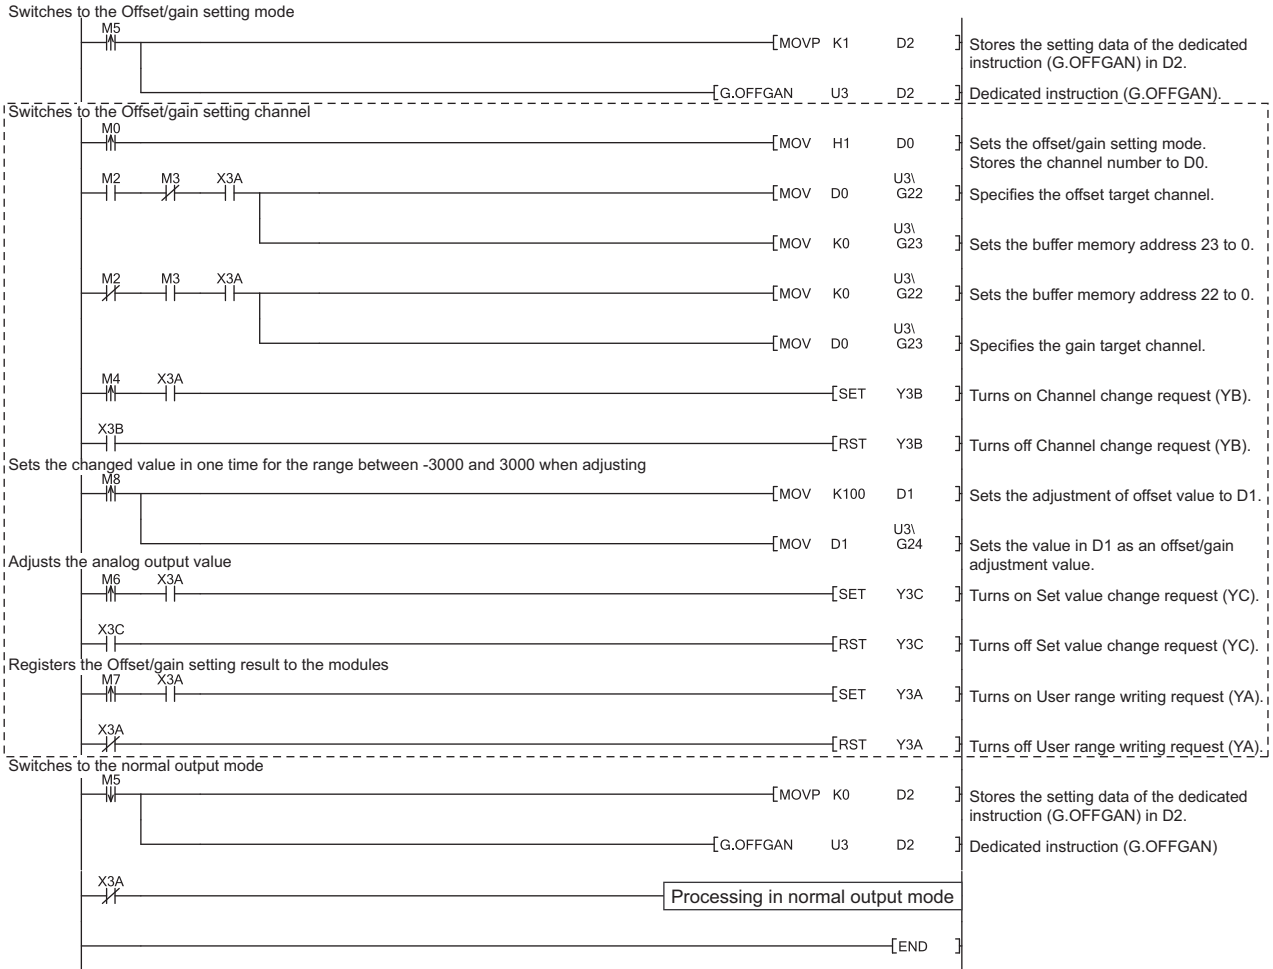 Switches to the Offset/gain setting mode
M5
MOVP K1 D2 Stores the setting data of the dedicated
instruction (G.OFFGAN) in D2.
G.OFFGAN U3 D2 Dedicated instruction (G.OFFGAN).
Switches to the Offset/gain setting channel
M0
MOV H1 D0 Sets the offset/gain setting mode.
Stores the channel number to D0.
M2 M3 X3A
U3\
MOV D0 G22 Specifies the offset target channel.
U3\
MOV K0 G23 Sets the buffer memory address 23 to 0.
M2 M3 X3A
U3\
MOV K0 G22 Sets the buffer memory address 22 to 0.
U3\
MOV D0 G23 Specifies the gain target channel.
M4 X3A
SET Y3B Turns on Channel change request (YB).
X3B
RST Y3B Turns off Channel change request (YB).
Sets the changed value in one time for the range between -3000 and 3000 when adjusting
M8
MOV K100 D1 Sets the adjustment of offset value to D1.
U3\
MOV D1 G24 Sets the value in D1 as an offset/gain
adjustment value.
Adjusts the analog output value
M6 X3A
SET Y3C Turns on Set value change request (YC).
X3C
RST Y3C Turns off Set value change request (YC).
Registers the Offset/gain setting result to the modules
M7 X3A
SET Y3A Turns on User range writing request (YA).
X3A
RST Y3A Turns off User range writing request (YA).
Switches to the normal output mode
M5
MOVP K0 D2 Stores the setting data of the dedicated
instruction (G.OFFGAN) in D2.
G.OFFGAN U3 D2 Dedicated instruction (G.OFFGAN)
X3A
Processing in normal output mode
END